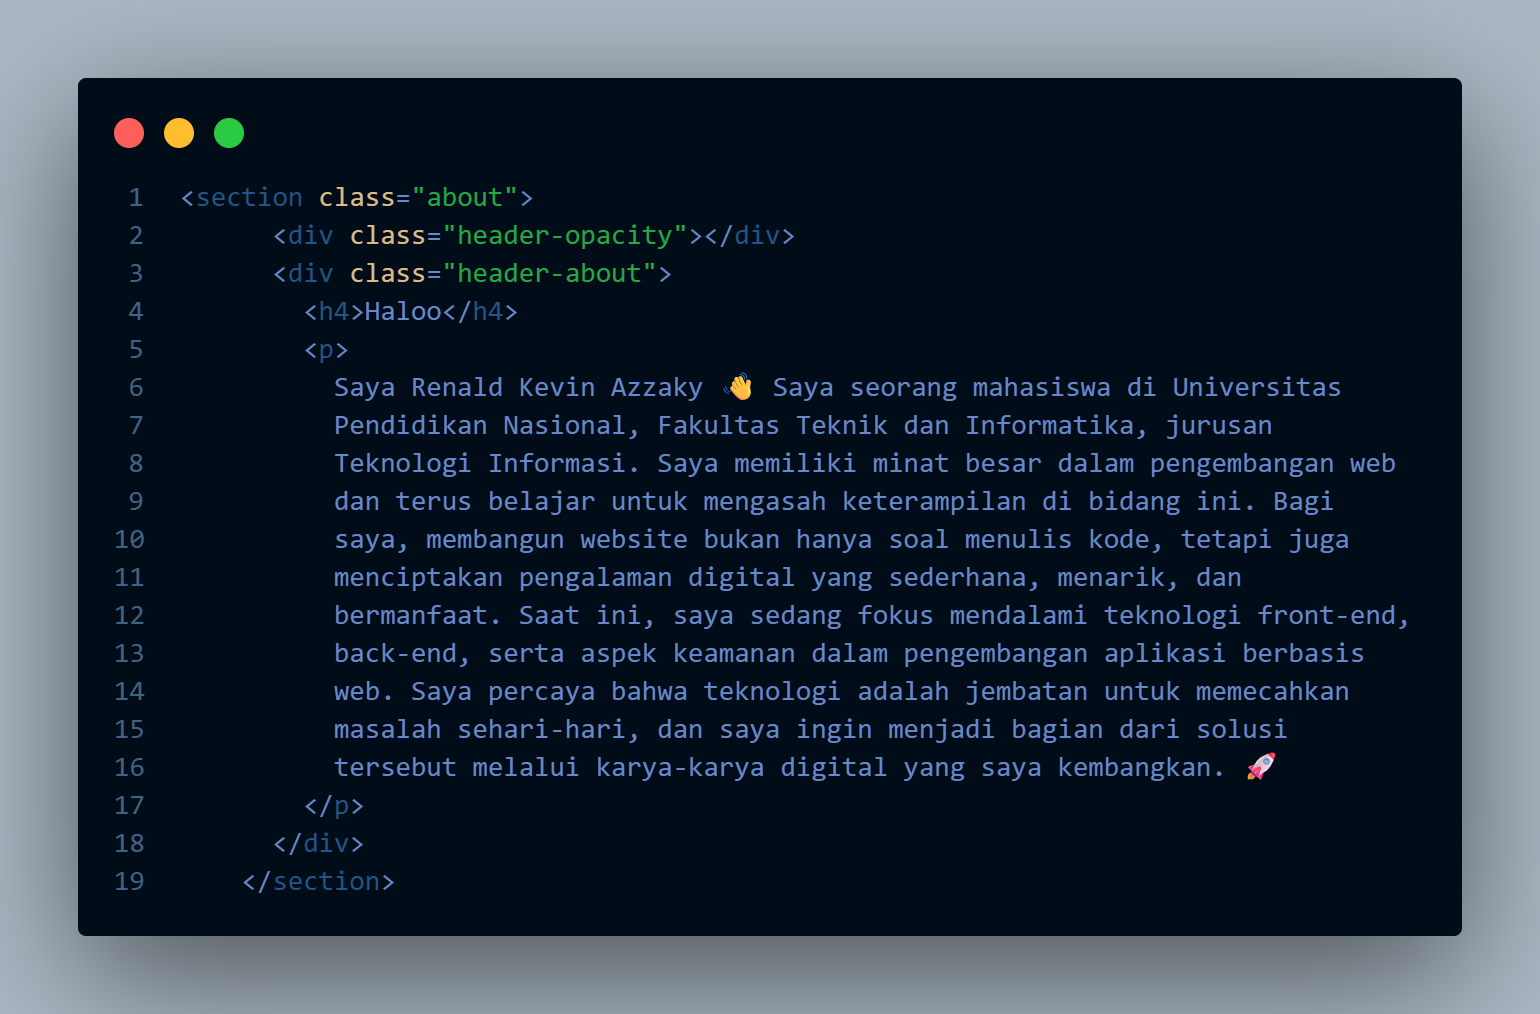 1 <section class="about">
2 <div class="header-opacity"></div>
3 <div class="header-about">
4 <h4>Haloo</h4>
5 <p>
6 Saya Renald Kevin Azzaky 👋 Saya seorang mahasiswa di Universitas
7 Pendidikan Nasional, Fakultas Teknik dan Informatika, jurusan
8 Teknologi Informasi. Saya memiliki minat besar dalam pengembangan web
9 dan terus belajar untuk mengasah keterampilan di bidang ini. Bagi
10 saya, membangun website bukan hanya soal menulis kode, tetapi juga
11 menciptakan pengalaman digital yang sederhana, menarik, dan
12 bermanfaat. Saat ini, saya sedang fokus mendalami teknologi front-end,
13 back-end, serta aspek keamanan dalam pengembangan aplikasi berbasis
14 web. Saya percaya bahwa teknologi adalah jembatan untuk memecahkan
15 masalah sehari-hari, dan saya ingin menjadi bagian dari solusi
16 tersebut melalui karya-karya digital yang saya kembangkan. 🚀
17 </p>
18 </div>
19 </section>